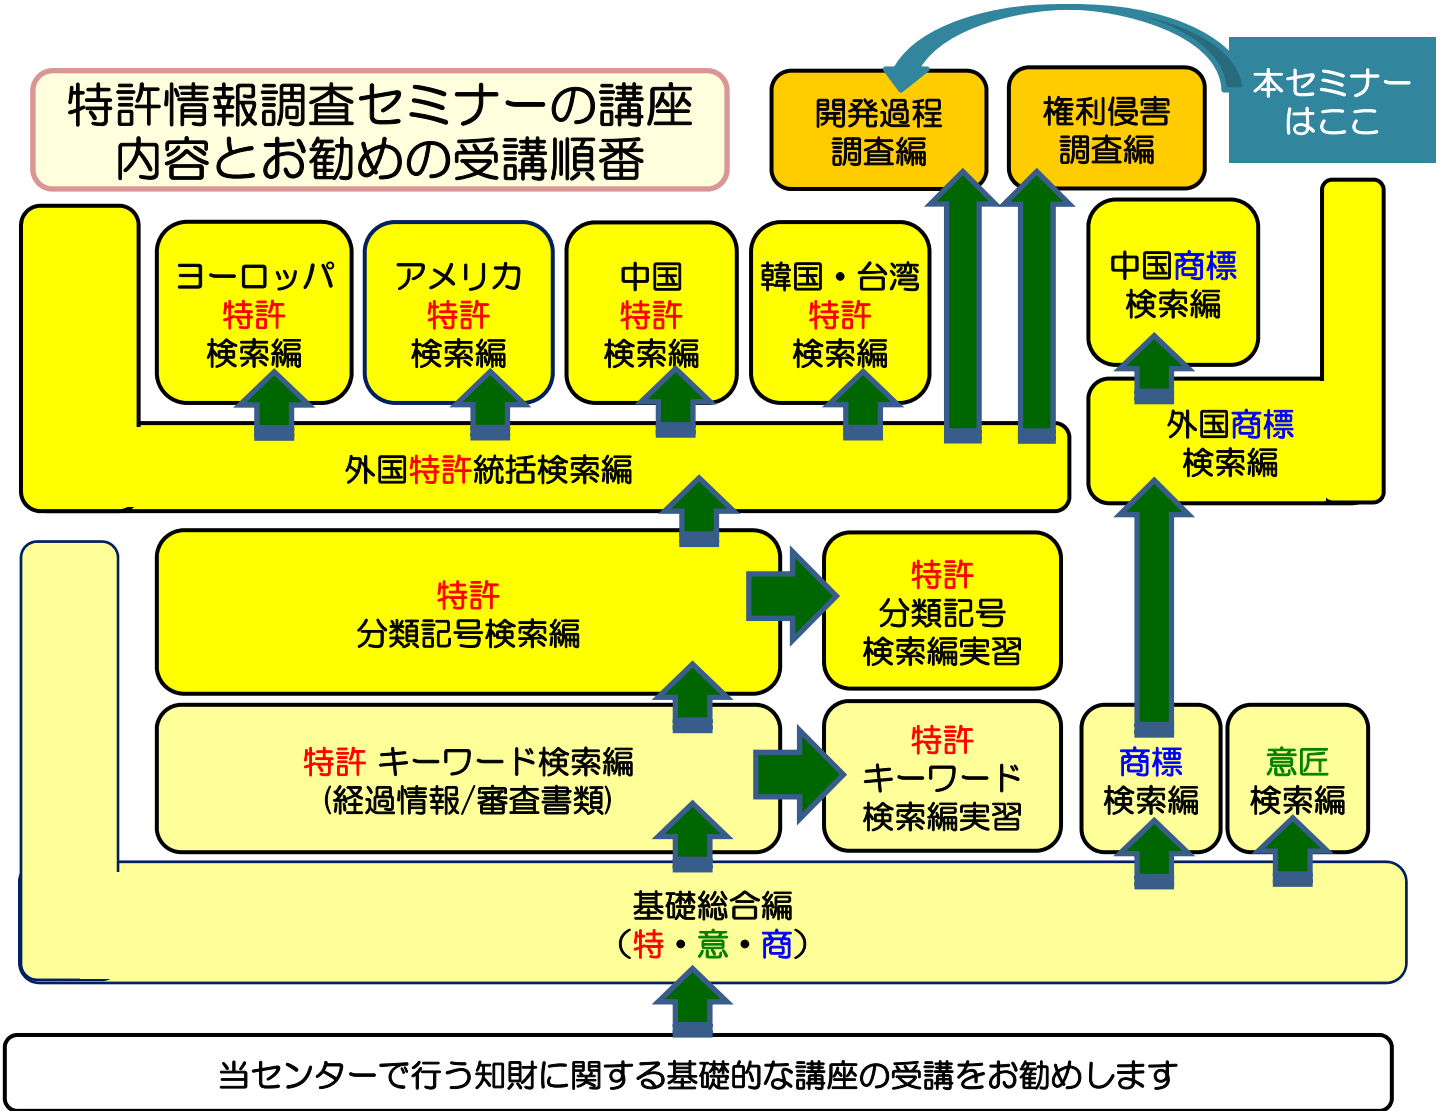 特許情報調査セミナーの講座
内容とお勧めの受講順番
開発過程
調査編
権利侵害
調査編
本セミナー
はここ
ヨーロッパ
特許
検索編
アメリカ
特許
検索編
中国
特許
検索編
韓国・台湾
特許
検索編
中国商標
検索編
外国商標
検索編
外国特許統括検索編
特許
分類記号検索編
特許
分類記号
検索編実習
特許 キーワード検索編
(経過情報/審査書類)
特許
キーワード
検索編実習
商標
検索編
意匠
検索編
基礎総合編
（特・意・商）
当センターで行う知財に関する基礎的な講座の受講をお勧めします